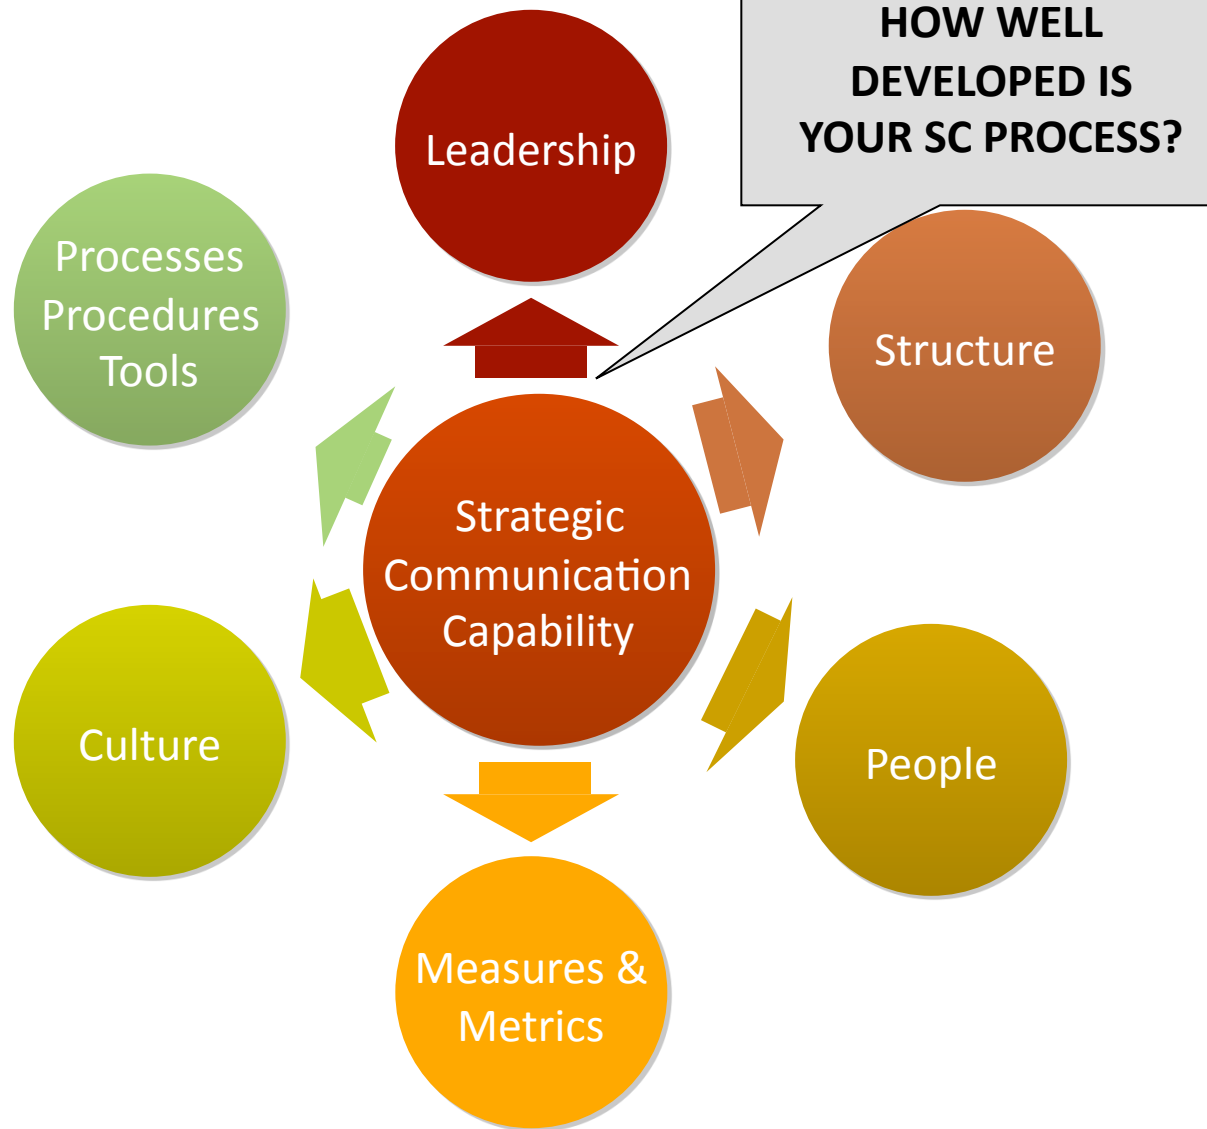 HOW WELL
DEVELOPED IS
YOUR SC PROCESS?
Leadership
Processes
Procedures
Tools
Structure
Strategic
Communication
Capability
Culture
People
Measures &
Metrics